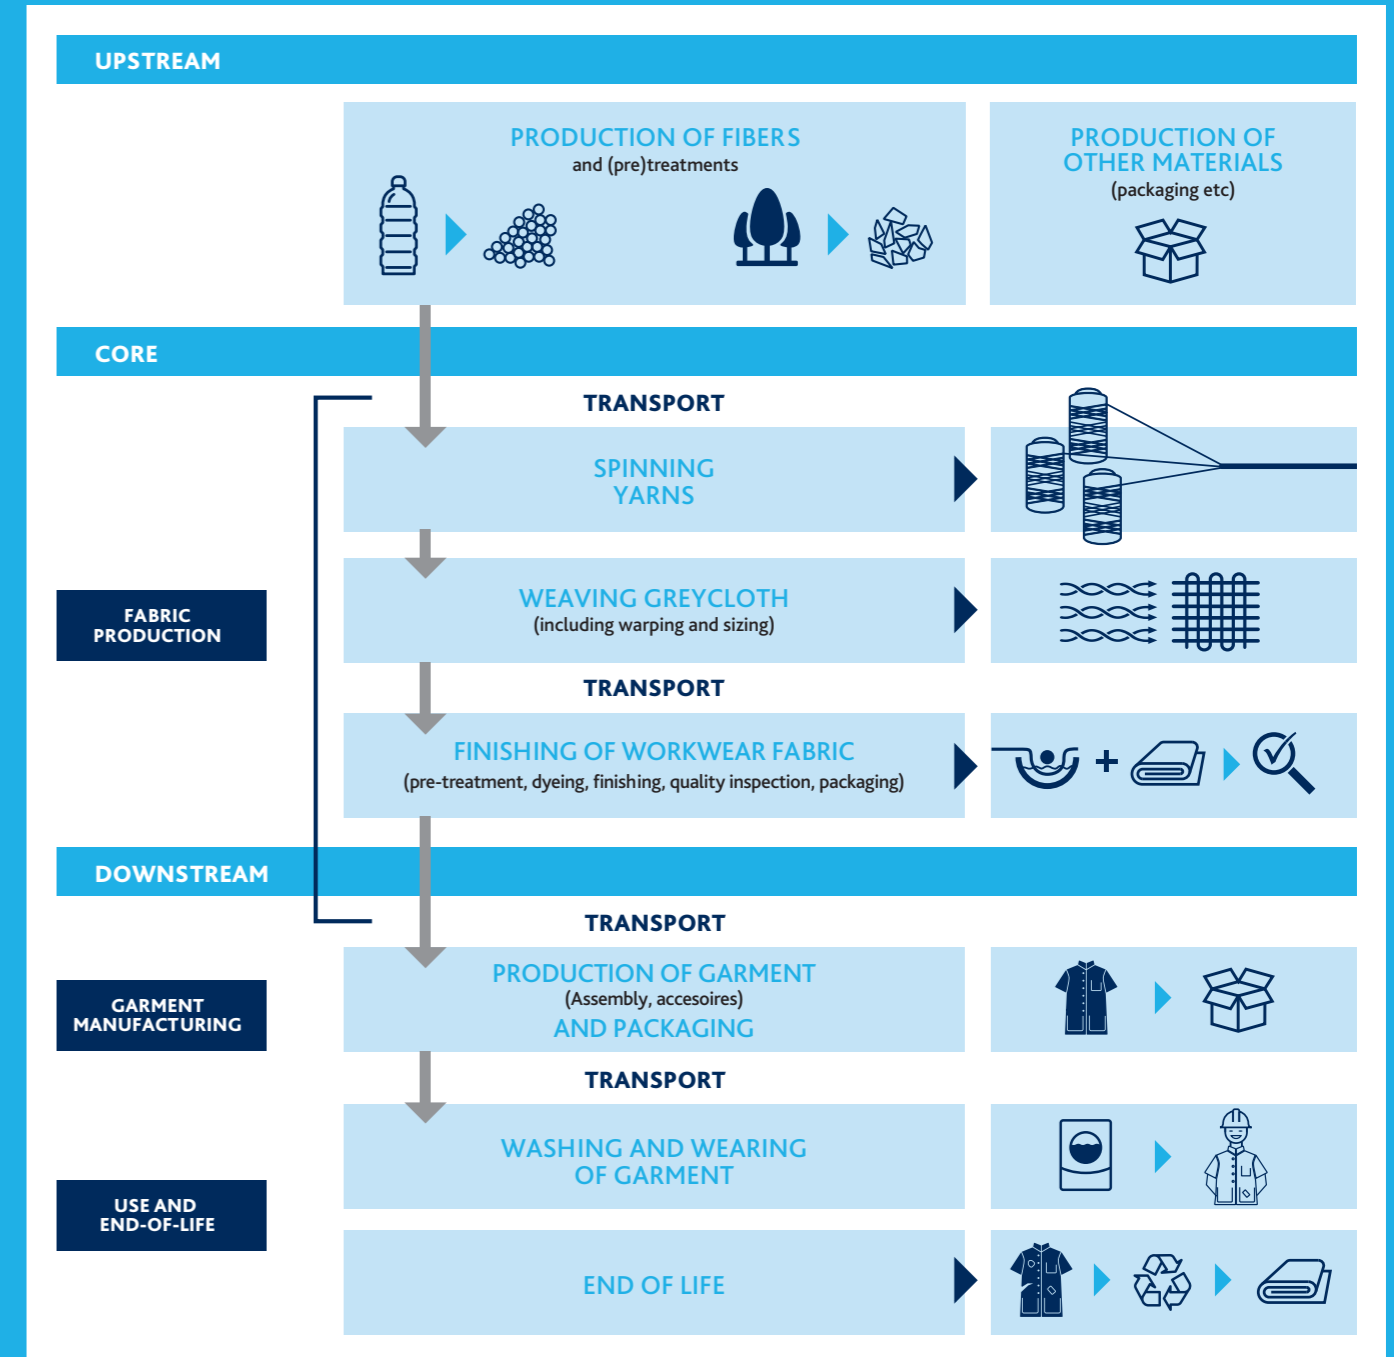 UPSTREAM
PRODUCTION OF FIBERS
and (pre)treatments
PRODUCTION OF
OTHER MATERIALS
(packaging etc)
CORE
TRANSPORT
SPINNING
YARNS
FABRIC
PRODUCTION
WEAVING GREYCLOTH
(including warping and sizing)
TRANSPORT
FINISHING OF WORKWEAR FABRIC
(pre-treatment, dyeing, finishing, quality inspection, packaging)
DOWNSTREAM
TRANSPORT
GARMENT
MANUFACTURING
PRODUCTION OF GARMENT
(Assembly, accesoires)
AND PACKAGING
TRANSPORT
WASHING AND WEARING
OF GARMENT
USE AND
END-OF-LIFE
END OF LIFE